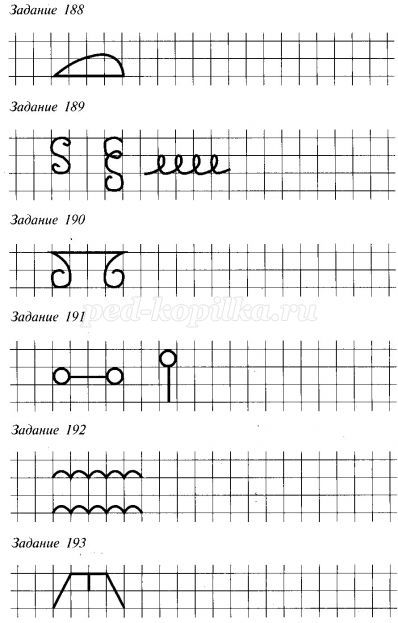 Задание 188
Задание 189
Задание 190
Задание 191
ped-kopilka.ru
Задание 192
Задание 193